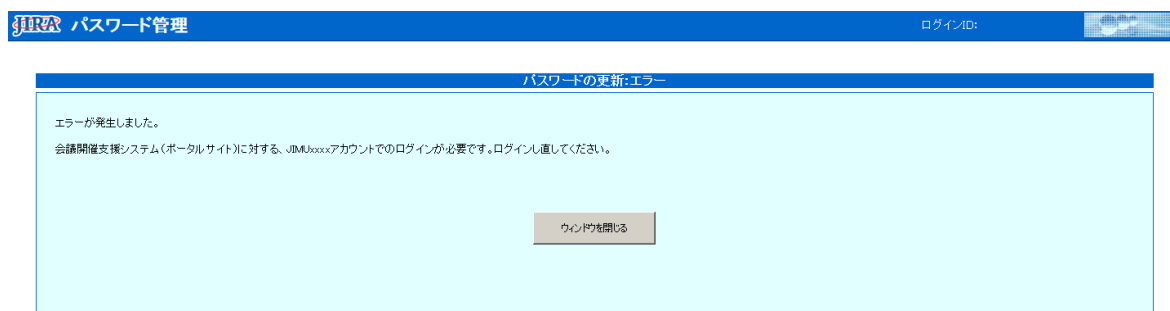 JIRA パスワード管理
ログインID:
パスワードの更新:エラー
エラーが発生しました。
会議開催支援システム(ポータルサイト)に対する、JIMUxxxxアカウントでのログインが必要です。ログインし直してください。
ウィンドウを閉じる